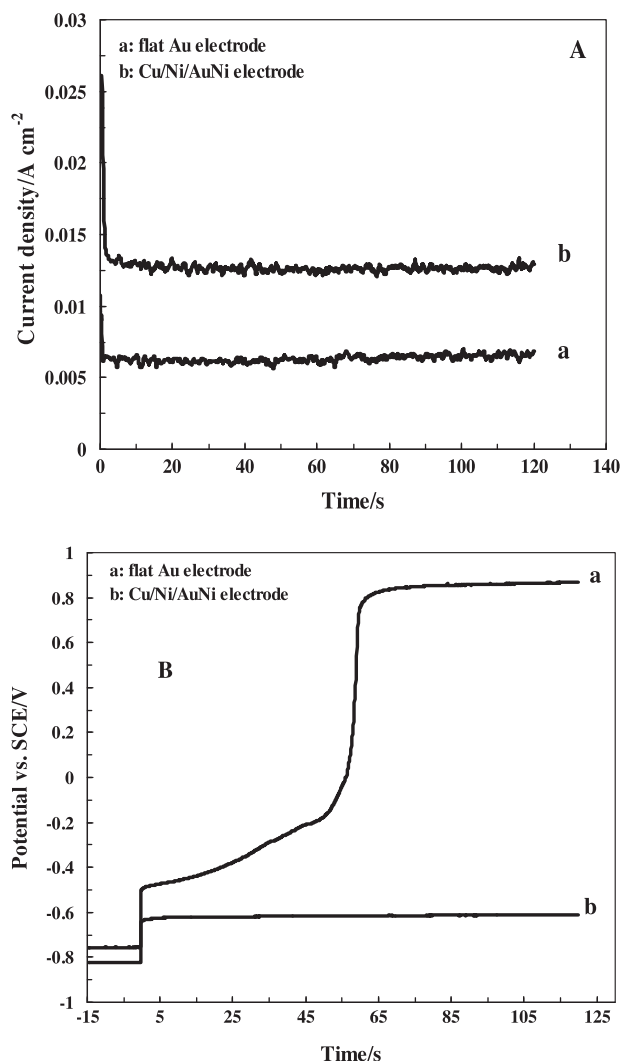 0.03
a: flat Au electrode
b: Cu/Ni/AuNi electrode
A
0.025
0.02
0.015
0.01
0.005
0
b
a
Current density/A cm-2
0 20 40 60 80 100 120 140
Time/s
1
a: flat Au electrode
b: Cu/Ni/AuNi electrode
a
0.8
B
0.6
0.4
0.2
0
-0.2
-0.4
-0.6
b
-0.8
-1
Potential vs. SCE/V
-15 5 25 45 65 85 105 125
Time/s